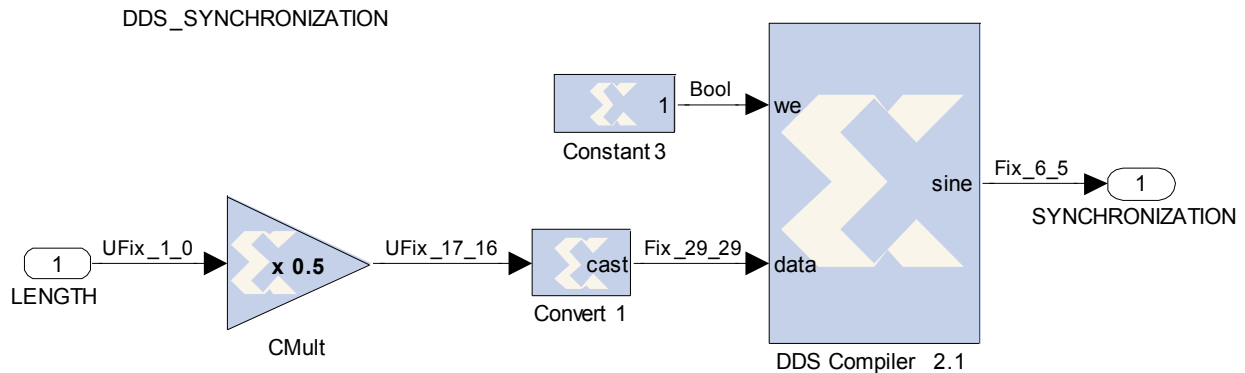 DDS_SYNCHRONIZATION
1
Bool
we
Constant 3
sine
Fix_6_5
1
SYNCHRONIZATION
1
UFix_1_0
x 0.5
UFix_17_16
cast
Fix_29_29
data
LENGTH
Convert 1
CMult
DDS Compiler 2.1